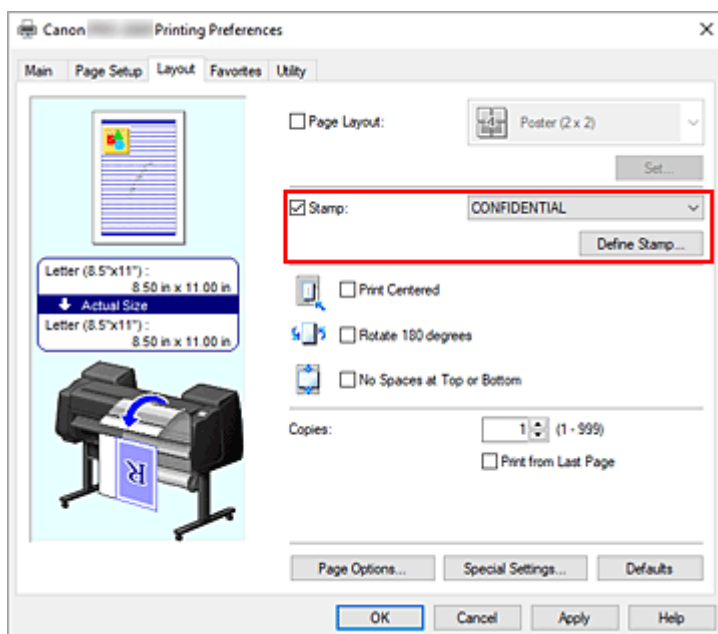 Canon Printing Preferences
Main Page Setup Layout Favorites Utility
Page Layout: Poster (2 x 2)
Set...
Stamp: CONFIDENTIAL
Define Stamp...
Letter (8.5"x11") :
8.50 in x 11.00 in
Actual Size
Letter (8.5"x11") :
8.50 in x 11.00 in
Print Centered
Rotate 180 degrees
No Spaces at Top or Bottom
Copies: 1 (1 - 999)
Print from Last Page
R
Page Options... Special Settings... Defaults
OK Cancel Apply Help